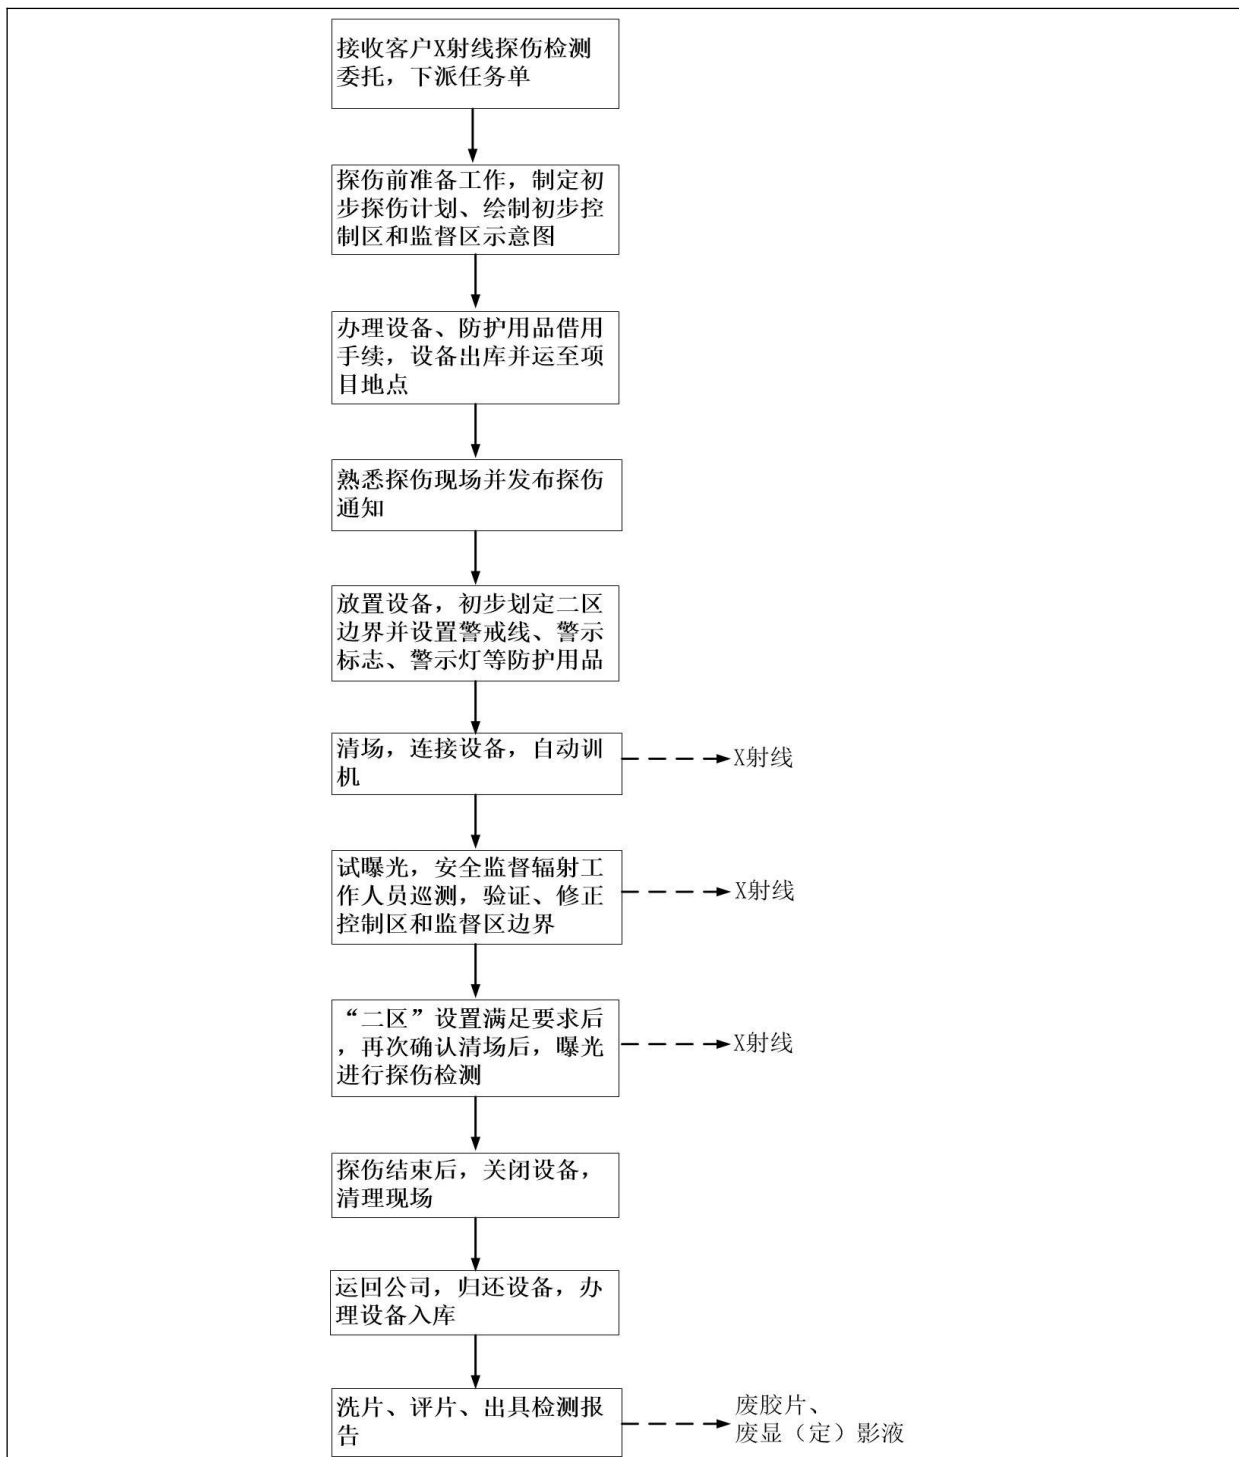 接收客户X射线探伤检测
委托，下派任务单
探伤前准备工作，制定初
步探伤计划、绘制初步控
制区和监督区示意图
办理设备、防护用品借用
手续，设备出库并运至项
目地点
熟悉探伤现场并发布探伤
通知
放置设备，初步划定二区
边界并设置警戒线、警示
标志、警示灯等防护用品
清场，连接设备，自动训
机
X射线
试曝光，安全监督辐射工
作人员巡测，验证、修正
控制区和监督区边界
X射线
“二区”设置满足要求后
，再次确认清场后，曝光
进行探伤检测
X射线
探伤结束后，关闭设备，
清理现场
运回公司，归还设备，办
理设备入库
洗片、评片、出具检测报
告
废胶片、
废显（定）影液